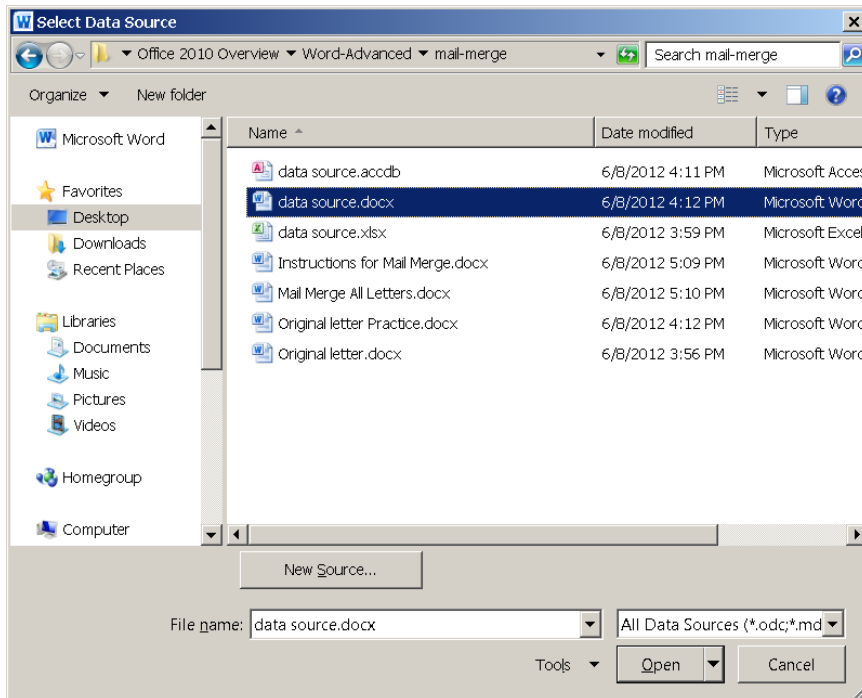 Select Data Source
Office 2010 Overview Word-Advanced mail-merge Search mail-merge
Organize New folder
Microsoft Word
Favorites
Desktop
Downloads
Recent Places
Libraries
Documents
Music
Pictures
Videos
Homegroup
Computer
Name Date modified Type
data source.accdb 6/8/2012 4:11 PM Microsoft Acces
data source.docx 6/8/2012 4:12 PM Microsoft Word
data source.xlsx 6/8/2012 3:59 PM Microsoft Excel
Instructions for Mail Merge.docx 6/8/2012 5:09 PM Microsoft Word
Mail Merge All Letters.docx 6/8/2012 5:10 PM Microsoft Word
Original letter Practice.docx 6/8/2012 4:12 PM Microsoft Word
Original letter.docx 6/8/2012 3:56 PM Microsoft Word
New Source...
File name: data source.docx All Data Sources (*.odc;*.md
Tools Open Cancel